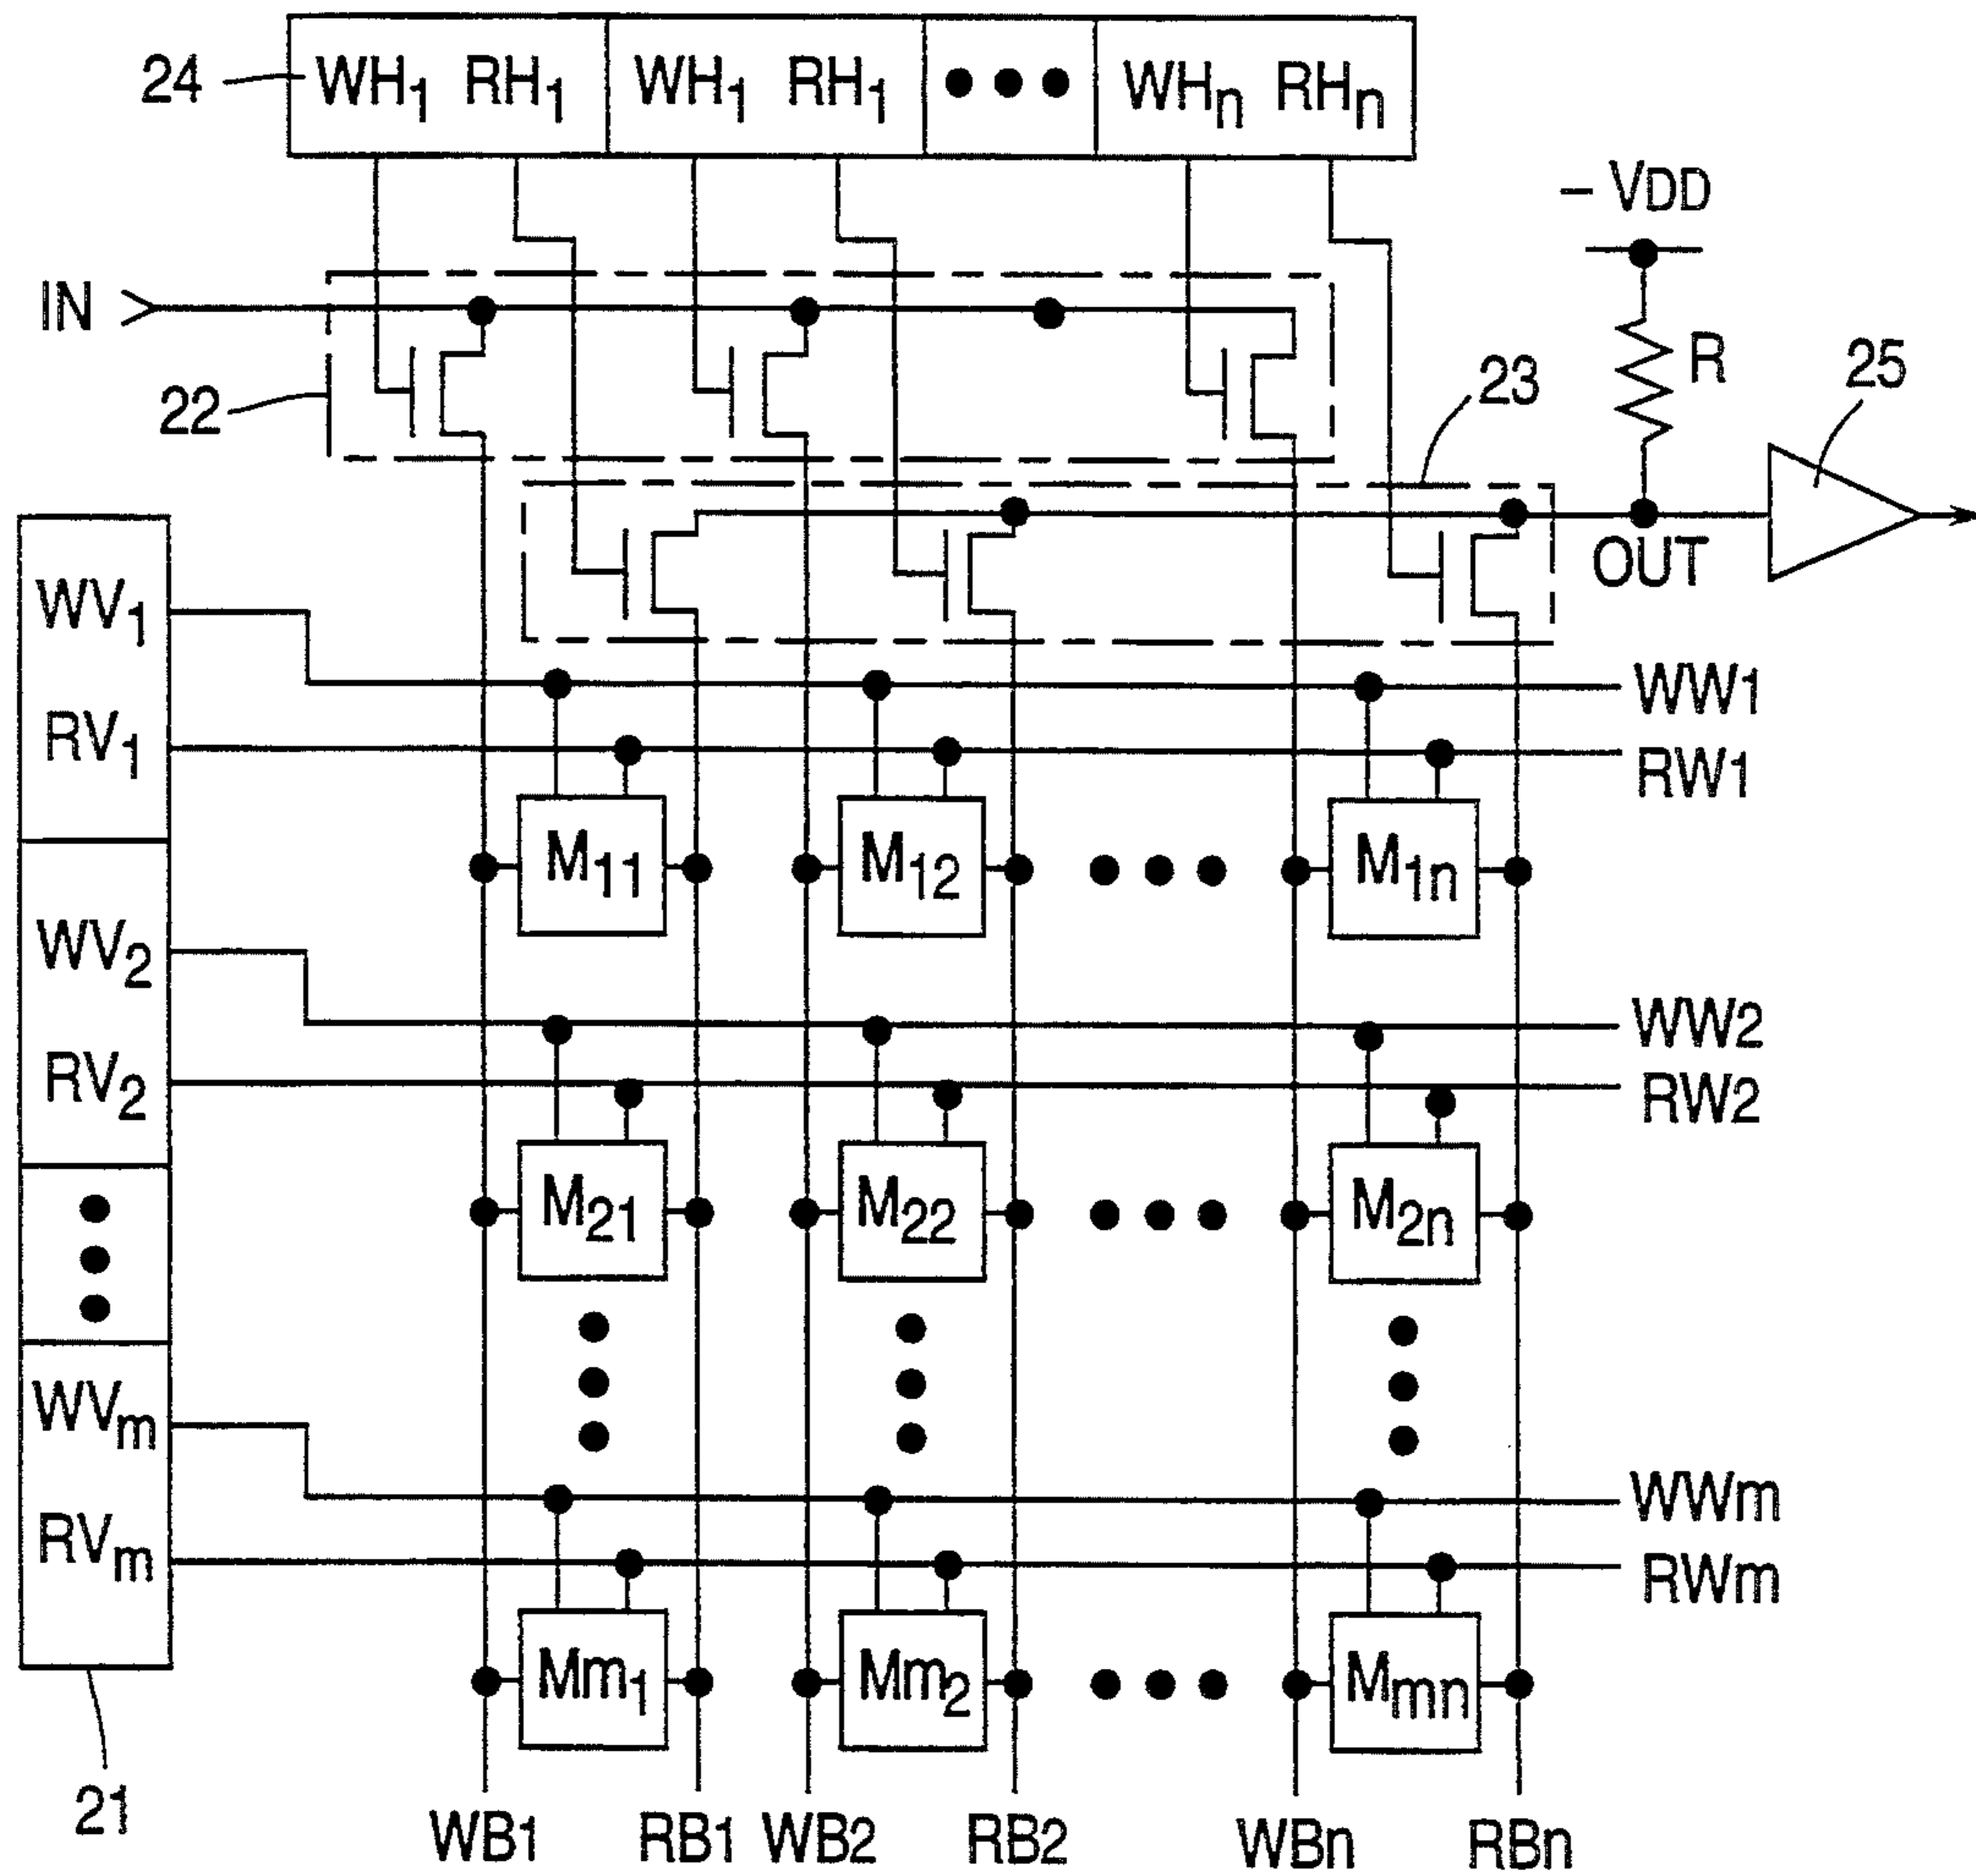 24 WH1 RH1 WH1 RH1 ••• WHn RHn
– VDD
IN
R
25
22
23
OUT
WV1
WW1
RV1
RW1
M11 M12 ••• M1n
WV2
WW2
RV2
RW2
M21 M22 ••• M2n
WVm
WWm
RVm
RWm
Mm1 Mm2 ••• Mmn
21
WB1 RB1 WB2 RB2 WBn RBn